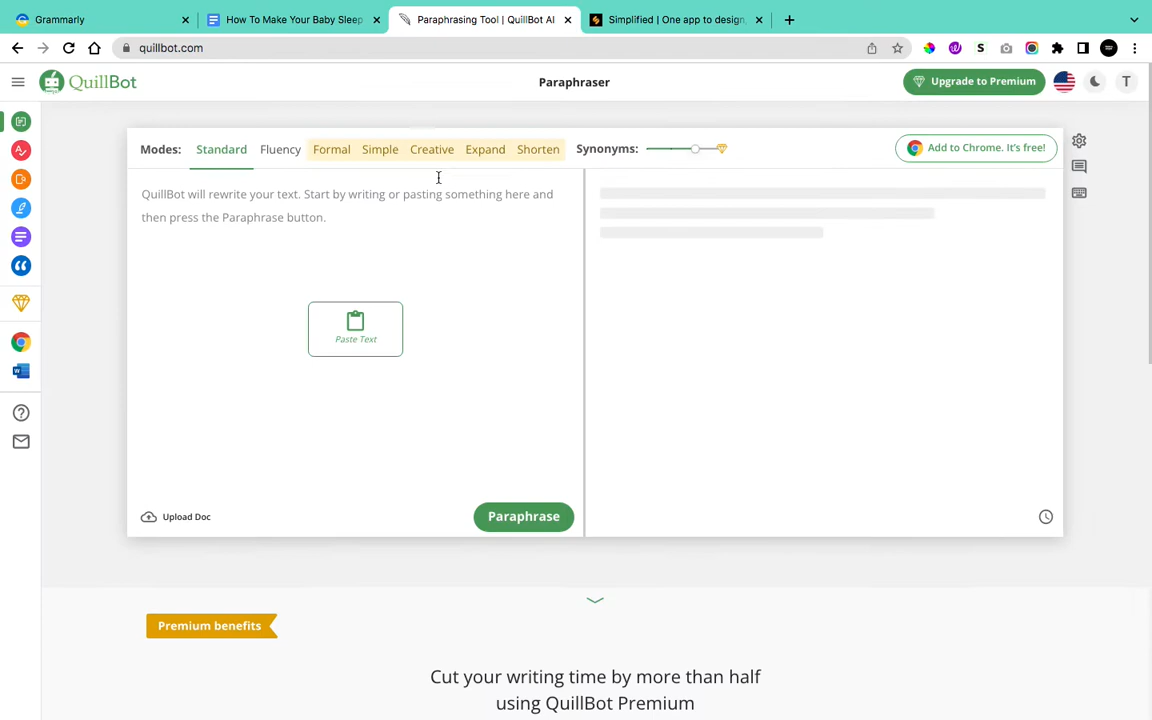 Grammarly
How To Make Your Baby Sleep
Paraphrasing Tool | QuillBot AI
Simplified | One app to design,
quillbot.com
QuillBot
Paraphraser
Upgrade to Premium
T
Modes:
Standard
Fluency
Formal
Simple
Creative
Expand
Shorten
Synonyms:
Add to Chrome. It's free!
QuillBot will rewrite your text. Start by writing or pasting something here and
then press the Paraphrase button.
Paste Text
Upload Doc
Paraphrase
Premium benefits
Cut your writing time by more than half
using QuillBot Premium